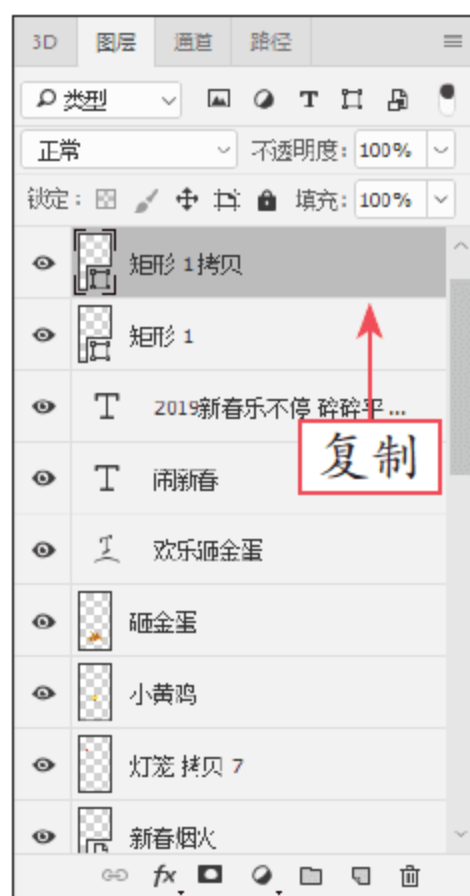 3D 图层 通道 路径
类型 T
正常 不透明度: 100%
锁定: 填充: 100%
矩形 1拷贝
矩形 1
T 2019新春乐不停 碎碎平 ...
复制
T 闹新春
T 欢乐砸金蛋
砸金蛋
小黄鸡
灯笼 拷贝 7
新春烟火
fx